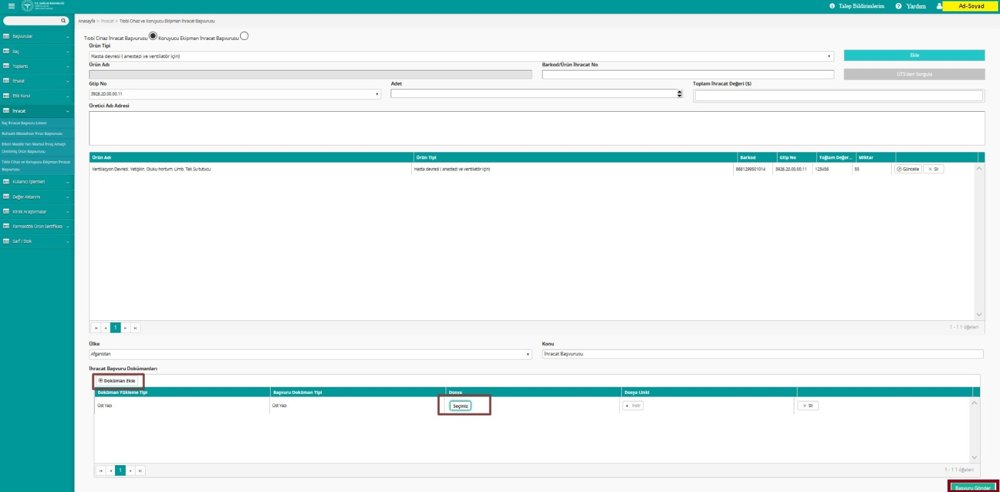 T.C. SAĞLIK BAKANLIĞI
Talep Bildirimlerim
Yardım
Ad-Soyad
Anasayfa » İhracat » Tıbbi Cihaz ve Koruyucu Ekipman İhracat Başvurusu
Başvurular
İlaç
Toplantı
İthalat
Etik Kurul
İhracat
İlaç İhracat Başvuru Listesi
Ruhsatlı Müstahzar İhraç Başvurusu
Etken Madde Yarı Mamul İhraç Amaçlı
Üretilmiş Ürün Başvurusu
Tıbbi Cihaz ve Koruyucu Ekipman İhracat
Başvurusu
Kullanıcı İşlemleri
Değer Aktarımı
Klinik Araştırmalar
Farmasötik Ürün Sertifikası
Sarf / Stok
Tıbbi Cihaz İhracat Başvurusu Koruyucu Ekipman İhracat Başvurusu
Ürün Tipi
Hasta devresi ( anestezi ve ventilatör için)
Ekle
Ürün Adı
Barkod/Ürün İhracat No
ÜTS'den Sorgula
Gtip No
Adet
Toplam İhracat Değeri ($)
3926.20.00.00.11
Üretici Adı Adresi
Ürün Adı Ürün Tipi Barkod Gtip No Toğlam Değer... Miktar
Ventilasyon Devresi, Yetişkin, Oluku hortum, Limb, Tek Su tutucu Hasta devresi ( anestezi ve ventilatör için) 8681299501014 3926.20.00.00.11 123456 55 Güncelle Sil
1
1 - 1 1 öğeleri
Ülke
Konu
Afganistan
İhracat Başvurusu
İhracat Başvuru Dokümanları
Doküman Ekle
Doküman Yükleme Tipi Başvuru Doküman Tipi Dosya Dosya Linki
Üst Yazı Üst Yazı Seçiniz İndir Sil
1
1 - 1 1 öğeleri
Başvuru Gönder